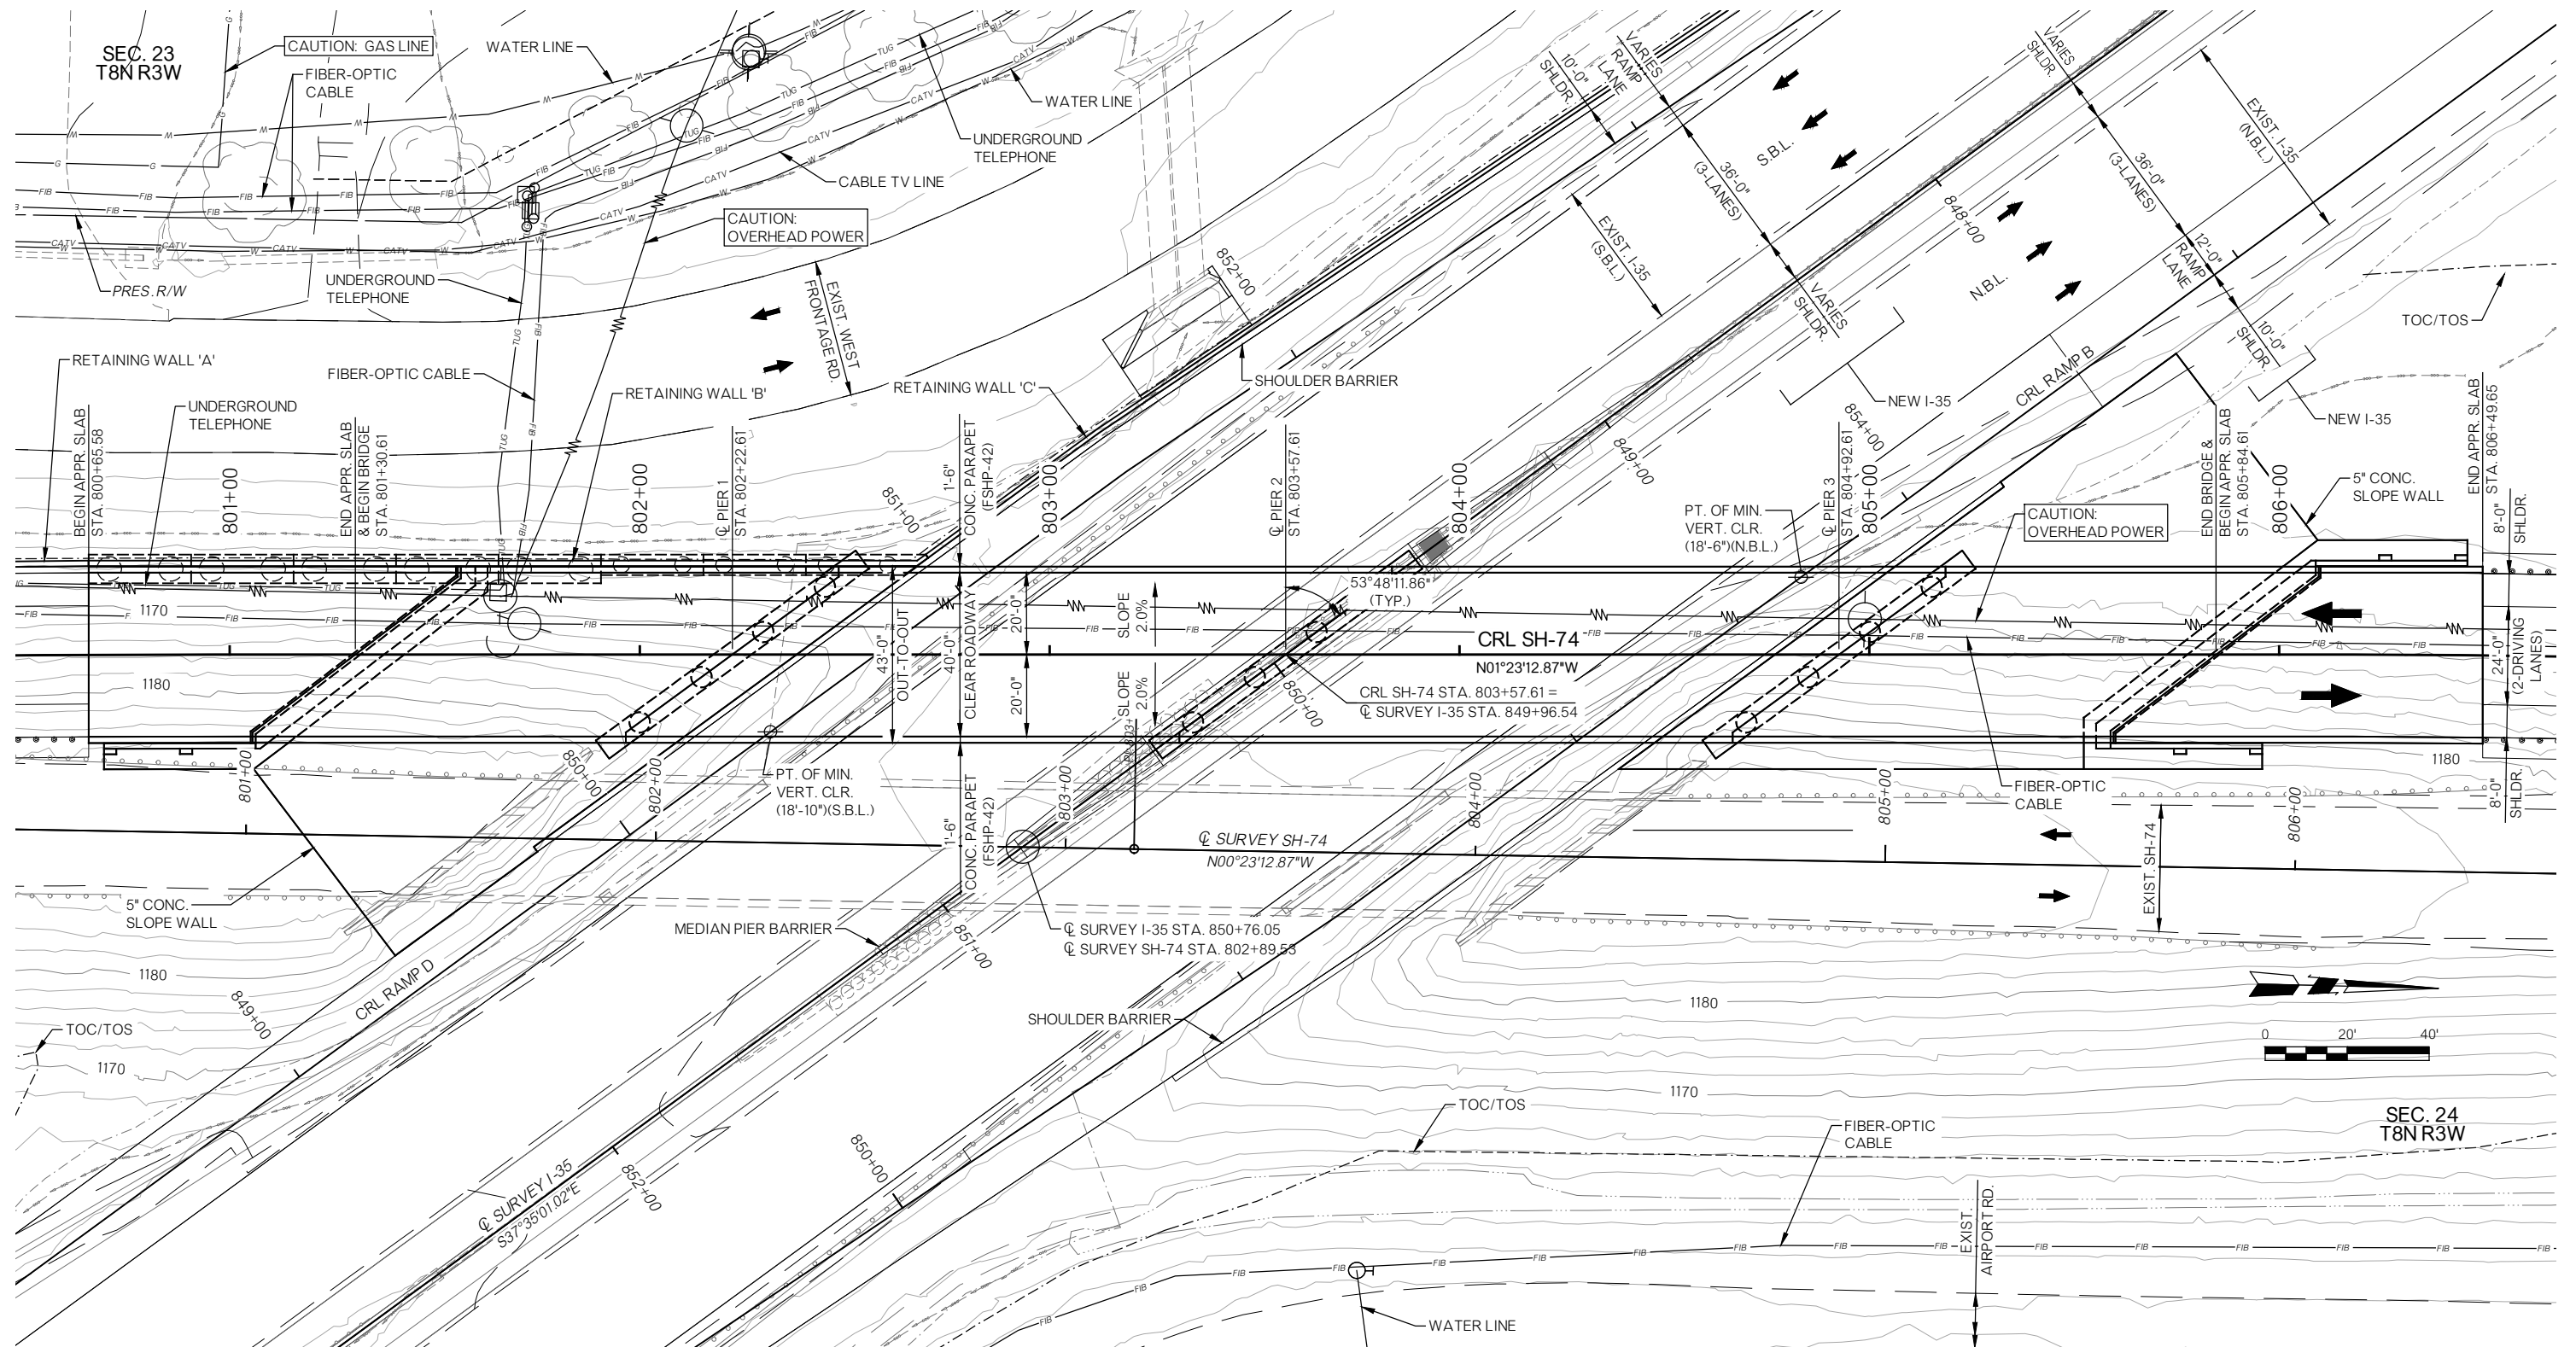 SEC. 23
T8N R3W
CAUTION: GAS LINE
FIBER-OPTIC
CABLE
WATER LINE
WATER LINE
UNDERGROUND
TELEPHONE
CABLE TV LINE
CAUTION:
OVERHEAD POWER
PRES. R/W
UNDERGROUND
TELEPHONE
EXIST. WEST
FRONTAGE RD.
10'-0"
SHLDR.
VARIES
RAMP
LANE
36'-0"
(3-LANES)
S.B.L.
EXIST. I-35
(S.B.L.)
VARIES
SHLDR.
VARIES
SHLDR.
36'-0"
(3-LANES)
12'-0"
RAMP
LANE
10'-0"
SHLDR.
N.B.L.
EXIST. I-35
(N.B.L.)
848+00
852+00
TOC/TOS
RETAINING WALL 'A'
UNDERGROUND
TELEPHONE
FIBER-OPTIC CABLE
RETAINING WALL 'B'
RETAINING WALL 'C'
SHOULDER BARRIER
NEW I-35
CRL RAMP B
NEW I-35
BEGIN APPR. SLAB
STA. 800+65.58
801+00
END APPR. SLAB
& BEGIN BRIDGE
STA. 801+30.61
802+00
℄ PIER 1
STA. 802+22.61
851+00
1'-6"
CONC. PARAPET
(FSHP-42)
803+00
℄ PIER 2
STA. 803+57.61
804+00
849+00
PT. OF MIN.
VERT. CLR.
(18'-6")(N.B.L.)
℄ PIER 3
STA. 804+92.61
854+00
805+00
CAUTION:
OVERHEAD POWER
END BRIDGE &
BEGIN APPR. SLAB
STA. 805+84.61
806+00
5" CONC.
SLOPE WALL
END APPR. SLAB
STA. 806+49.65
8'-0"
SHLDR.
24'-0"
(2-DRIVING
LANES)
8'-0"
SHLDR.
1170
1180
43'-0"
OUT-TO-OUT
40'-0"
CLEAR ROADWAY
20'-0"
20'-0"
SLOPE
2.0%
SLOPE
2.0%
53°48'11.86"
(TYP.)
CRL SH-74
N01°23'12.87"W
CRL SH-74 STA. 803+57.61 =
℄ SURVEY I-35 STA. 849+96.54
850+00
801+00
850+00
802+00
PT. OF MIN.
VERT. CLR.
(18'-10")(S.B.L.)
1'-6"
CONC. PARAPET
(FSHP-42)
803+00
℄ SURVEY SH-74
N00°23'12.87"W
804+00
805+00
FIBER-OPTIC
CABLE
806+00
1180
EXIST. SH-74
5" CONC.
SLOPE WALL
MEDIAN PIER BARRIER
851+00
℄ SURVEY I-35 STA. 850+76.05
℄ SURVEY SH-74 STA. 802+89.53
1180
849+00
CRL RAMP D
TOC/TOS
1170
SHOULDER BARRIER
1180
0 20' 40'
1170
TOC/TOS
FIBER-OPTIC
CABLE
SEC. 24
T8N R3W
850+00
℄ SURVEY I-35
S37°35'01.02"E
852+00
EXIST.
AIRPORT RD.
WATER LINE